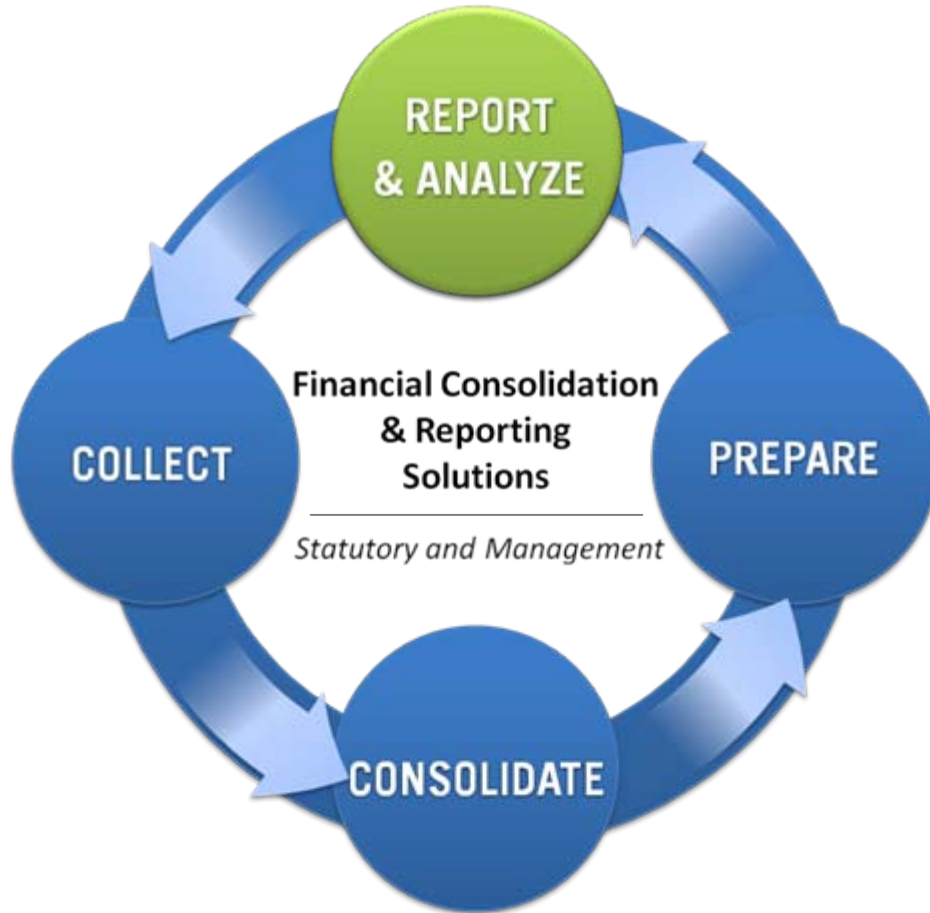 REPORT
& ANALYZE
Financial Consolidation
& Reporting
Solutions
Statutory and Management
COLLECT
PREPARE
CONSOLIDATE